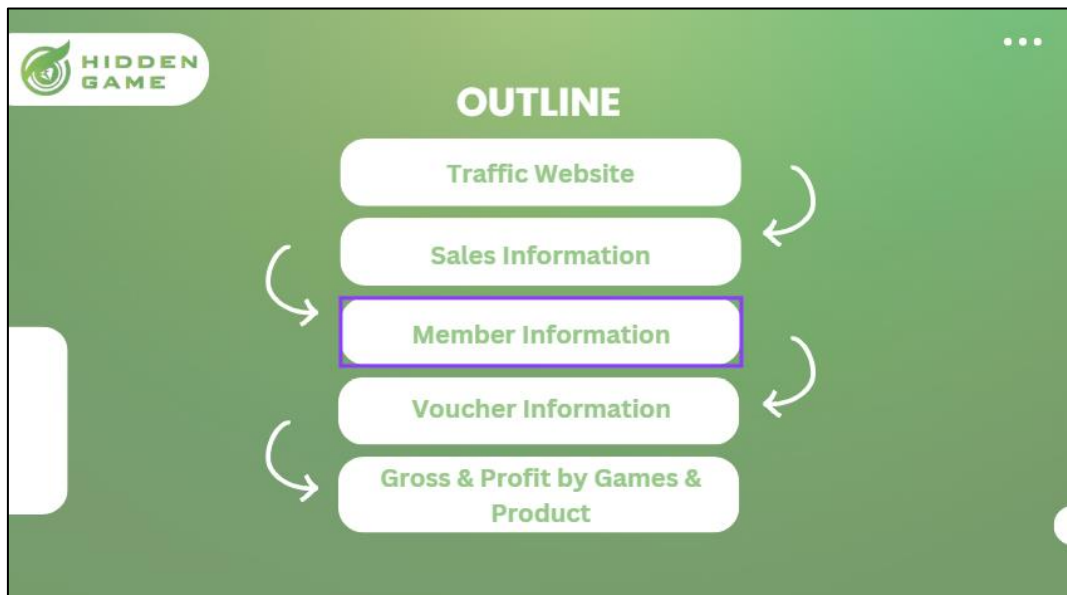 HIDDEN
GAME
OUTLINE
Traffic Website
Sales Information
Member Information
Voucher Information
Gross & Profit by Games &
Product